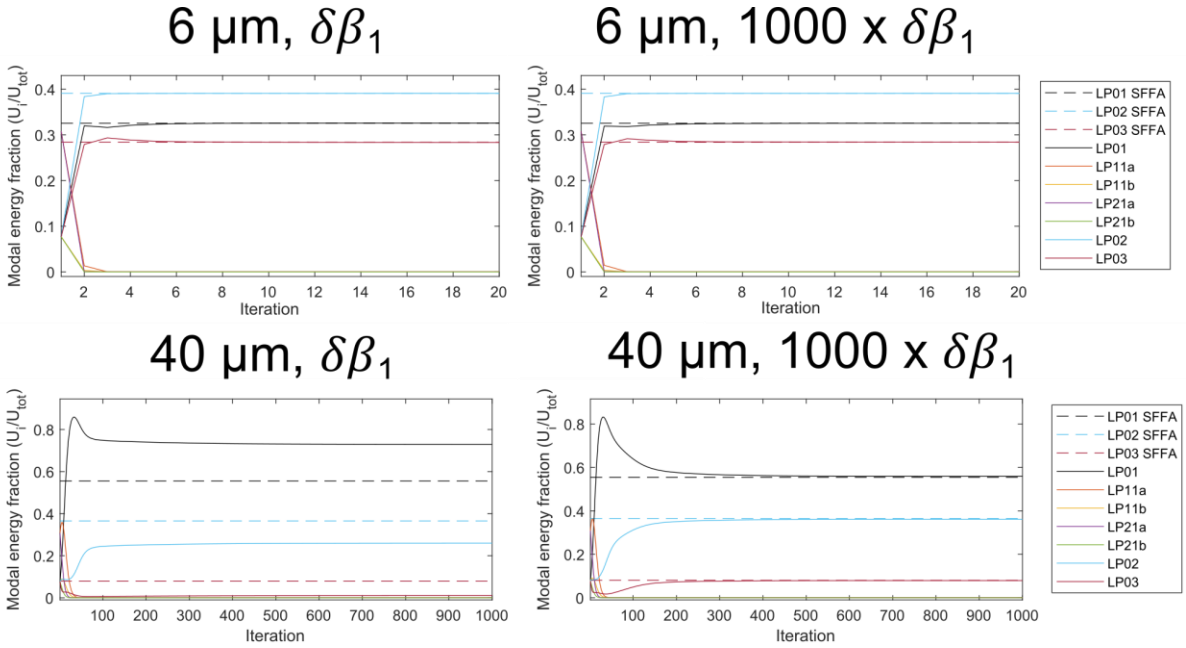 6 µm, δβ₁
6 µm, 1000 x δβ₁
Modal energy fraction (Uᵢ/Uₜₒₜ)
0.4
0.3
0.2
0.1
0
2 4 6 8 10 12 14 16 18 20
Iteration
Modal energy fraction (Uᵢ/Uₜₒₜ)
0.4
0.3
0.2
0.1
0
2 4 6 8 10 12 14 16 18 20
Iteration
LP01 SFFA
LP02 SFFA
LP03 SFFA
LP01
LP11a
LP11b
LP21a
LP21b
LP02
LP03
40 µm, δβ₁
40 µm, 1000 x δβ₁
Modal energy fraction (Uᵢ/Uₜₒₜ)
0.8
0.6
0.4
0.2
0
100 200 300 400 500 600 700 800 900 1000
Iteration
Modal energy fraction (Uᵢ/Uₜₒₜ)
0.8
0.6
0.4
0.2
0
100 200 300 400 500 600 700 800 900 1000
Iteration
LP01 SFFA
LP02 SFFA
LP03 SFFA
LP01
LP11a
LP11b
LP21a
LP21b
LP02
LP03